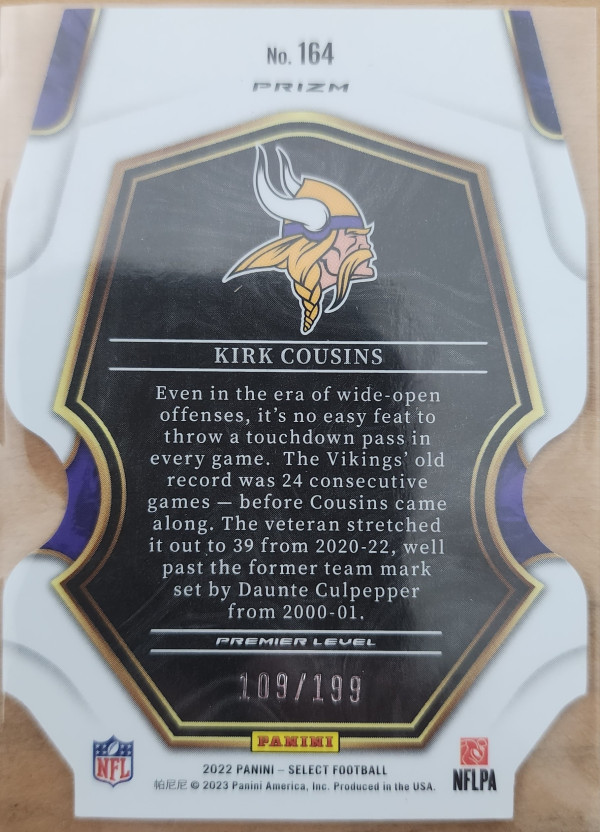 No. 164
PRIZM
KIRK COUSINS
Even in the era of wide-open
offenses, it's no easy feat to
throw a touchdown pass in
every game. The Vikings' old
record was 24 consecutive
games — before Cousins came
along. The veteran stretched
it out to 39 from 2020-22, well
past the former team mark
set by Daunte Culpepper
from 2000-01.
PREMIER LEVEL
109/199
PANINI
NFL
2022 PANINI – SELECT FOOTBALL
帕尼尼 © 2023 Panini America, Inc. Produced in the USA.
NFLPA